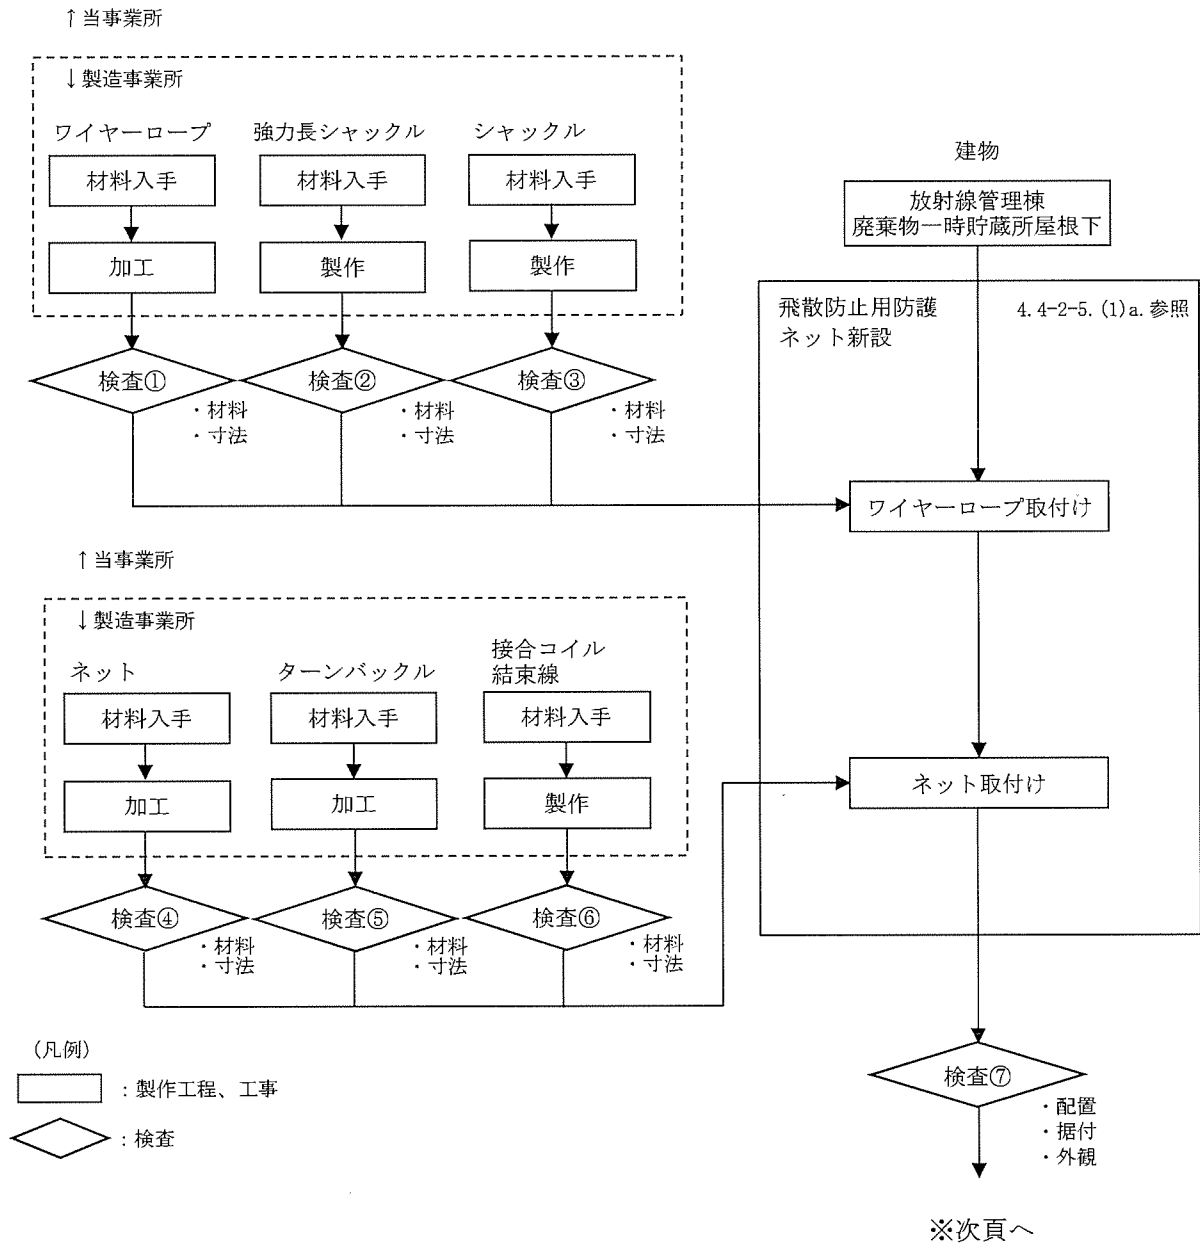 ↑当事業所
↓製造事業所
ワイヤーロープ
強力長シャックル
シャックル
材料入手
材料入手
材料入手
加工
製作
製作
検査①
・材料
・寸法
検査②
・材料
・寸法
検査③
・材料
・寸法
建物
放射線管理棟
廃棄物一時貯蔵所屋根下
飛散防止用防護
ネット新設
4.4-2-5.(1)a.参照
ワイヤーロープ取付け
↑当事業所
↓製造事業所
ネット
ターンバックル
接合コイル
結束線
材料入手
材料入手
材料入手
加工
加工
製作
ネット取付け
検査④
・材料
・寸法
検査⑤
・材料
・寸法
検査⑥
・材料
・寸法
検査⑦
・配置
・据付
・外観
(凡例)
：製作工程、工事
：検査
※次頁へ